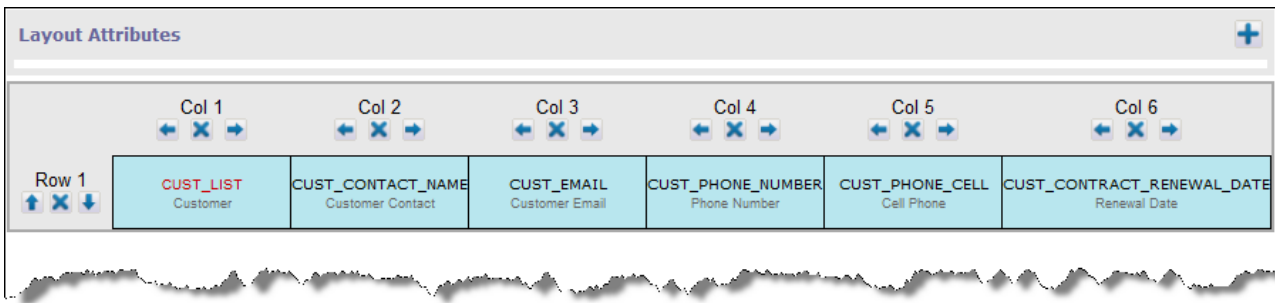 Layout Attributes
Col 1 Col 2 Col 3 Col 4 Col 5 Col 6
Row 1
CUST_LIST CUST_CONTACT_NAME CUST_EMAIL CUST_PHONE_NUMBER CUST_PHONE_CELL CUST_CONTRACT_RENEWAL_DATE
Customer Customer Contact Customer Email Phone Number Cell Phone Renewal Date